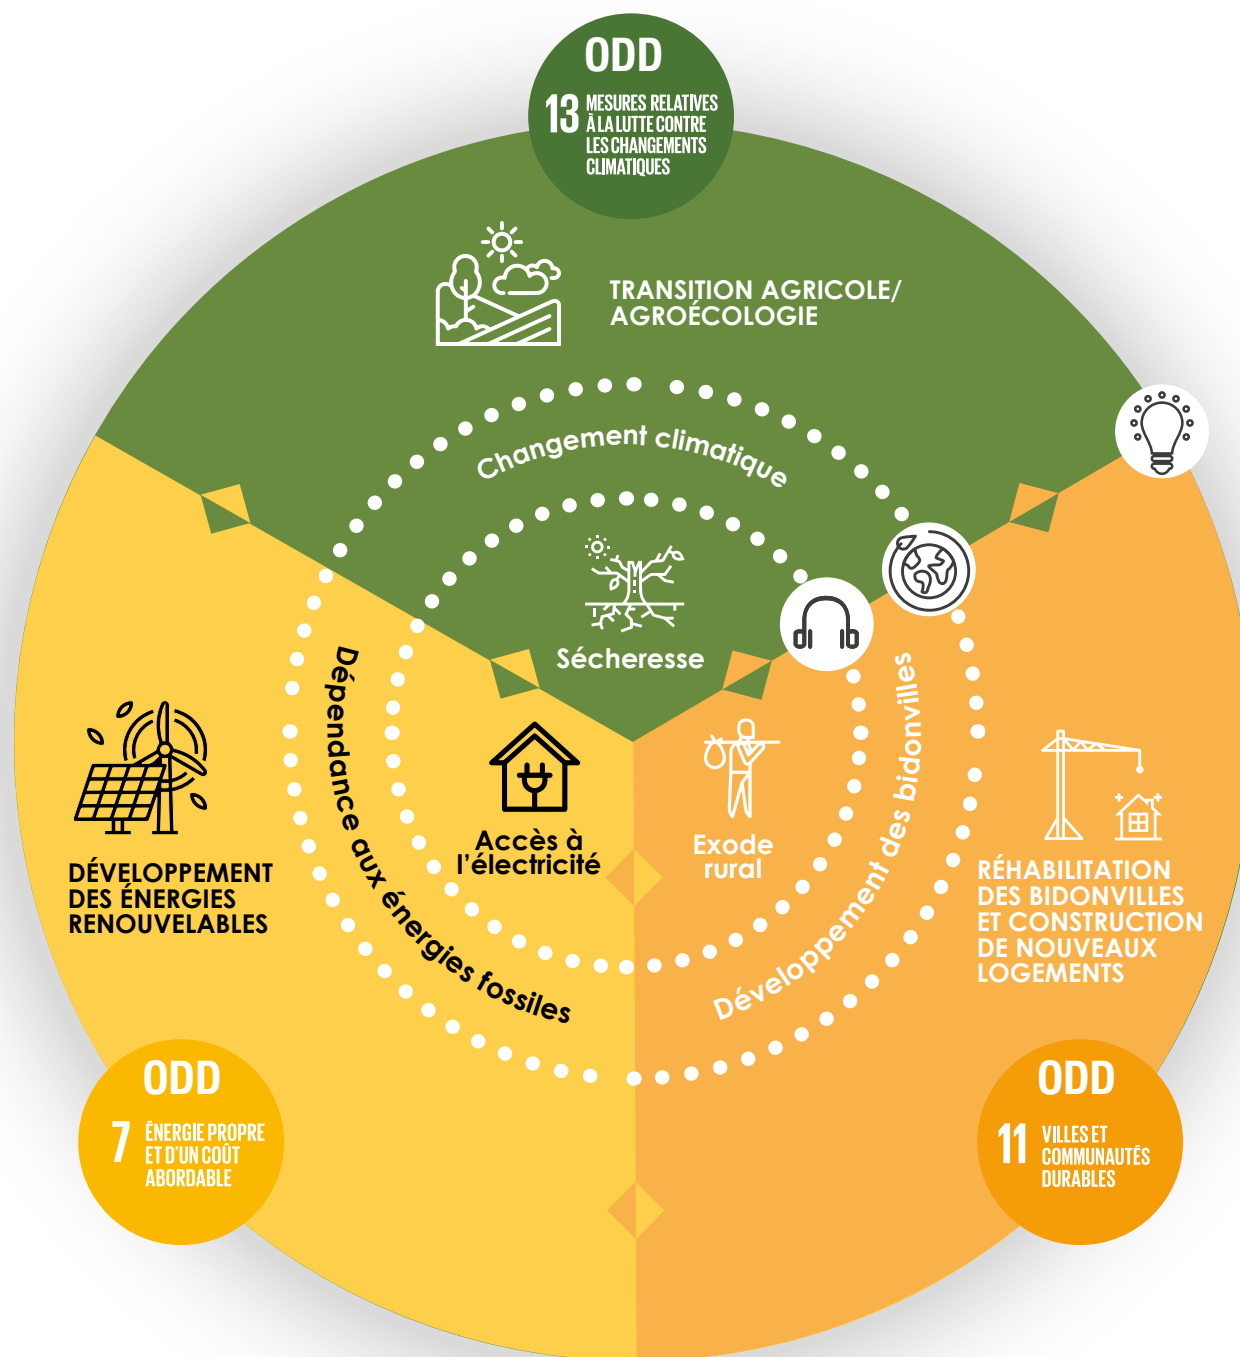 ODD
13 MESURES RELATIVES
À LA LUTTE CONTRE
LES CHANGEMENTS
CLIMATIQUES
TRANSITION AGRICOLE/
AGROÉCOLOGIE
Changement climatique
Sécheresse
Dépendance aux énergies fossiles
Accès à
l'électricité
Exode
rural
Développement des bidonvilles
DÉVELOPPEMENT
DES ÉNERGIES
RENOUVELABLES
RÉHABILITATION
DES BIDONVILLES
ET CONSTRUCTION
DE NOUVEAUX
LOGEMENTS
ODD
7 ÉNERGIE PROPRE
ET D'UN COÛT
ABORDABLE
ODD
11 VILLES ET
COMMUNAUTÉS
DURABLES